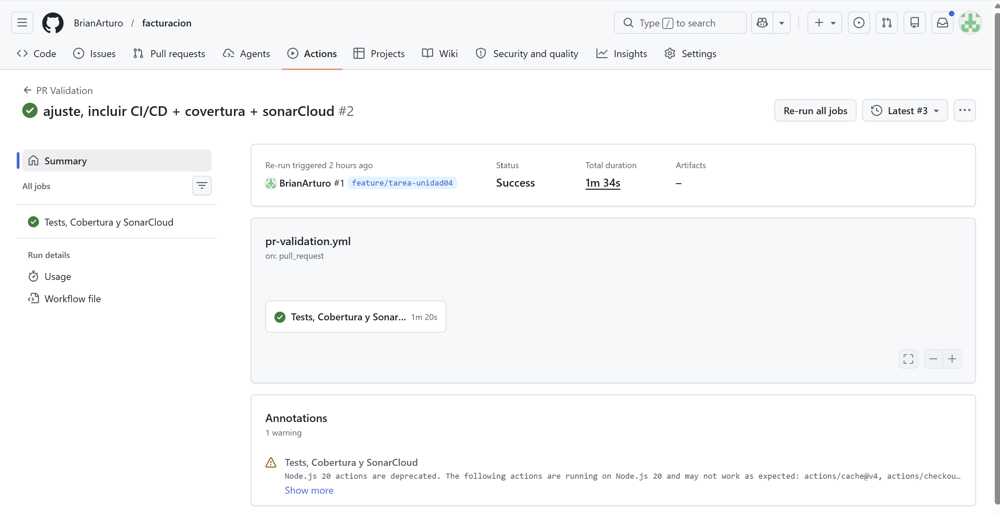 BrianArturo / facturacion
Type / to search
Code Issues Pull requests Agents Actions Projects Wiki Security and quality Insights Settings
PR Validation
ajuste, incluir CI/CD + covertura + sonarCloud #2
Re-run all jobs
Latest #3
Summary
All jobs
Tests, Cobertura y SonarCloud
Run details
Usage
Workflow file
Re-run triggered 2 hours ago
BrianArturo #1 feature/tarea-unidad04
Status
Success
Total duration
1m 34s
Artifacts
–
pr-validation.yml
on: pull_request
Tests, Cobertura y Sonar... 1m 20s
Annotations
1 warning
Tests, Cobertura y SonarCloud
Node.js 20 actions are deprecated. The following actions are running on Node.js 20 and may not work as expected: actions/cache@v4, actions/checkou…
Show more